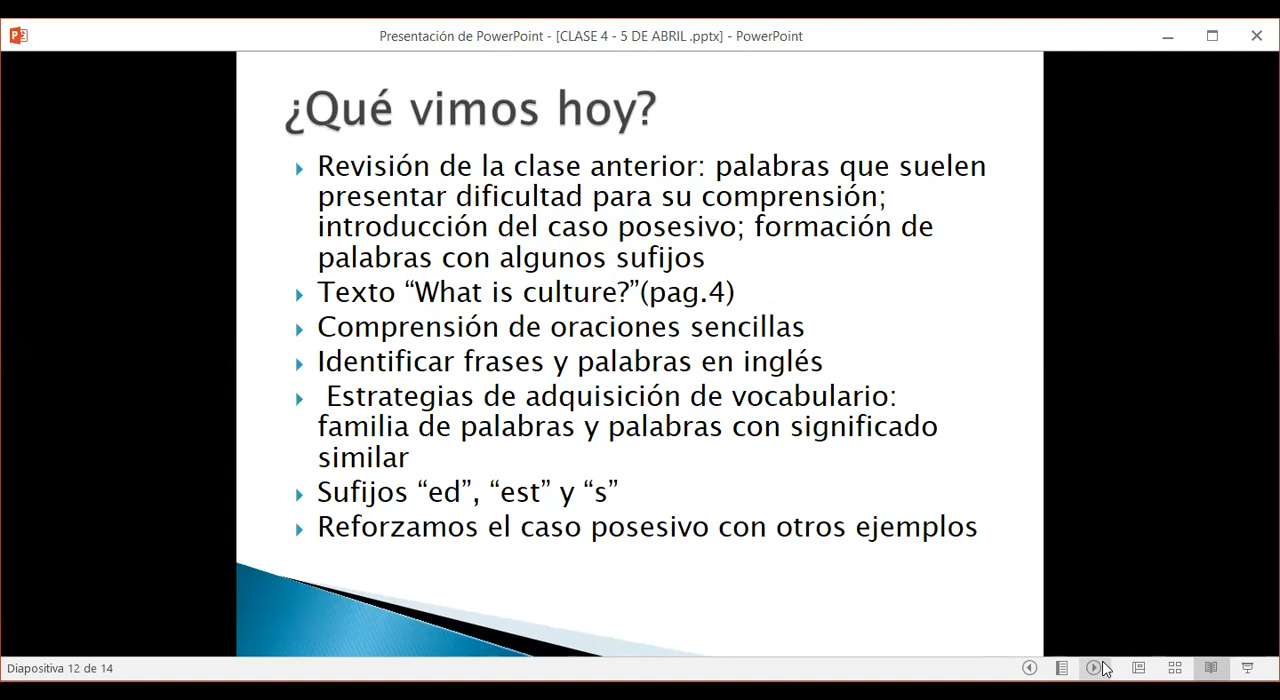 Presentación de PowerPoint - [CLASE 4 - 5 DE ABRIL .pptx] - PowerPoint
¿Qué vimos hoy?
Revisión de la clase anterior: palabras que suelen
presentar dificultad para su comprensión;
introducción del caso posesivo; formación de
palabras con algunos sufijos
Texto “What is culture?”(pag.4)
Comprensión de oraciones sencillas
Identificar frases y palabras en inglés
Estrategias de adquisición de vocabulario:
familia de palabras y palabras con significado
similar
Sufijos “ed”, “est” y “s”
Reforzamos el caso posesivo con otros ejemplos
Diapositiva 12 de 14